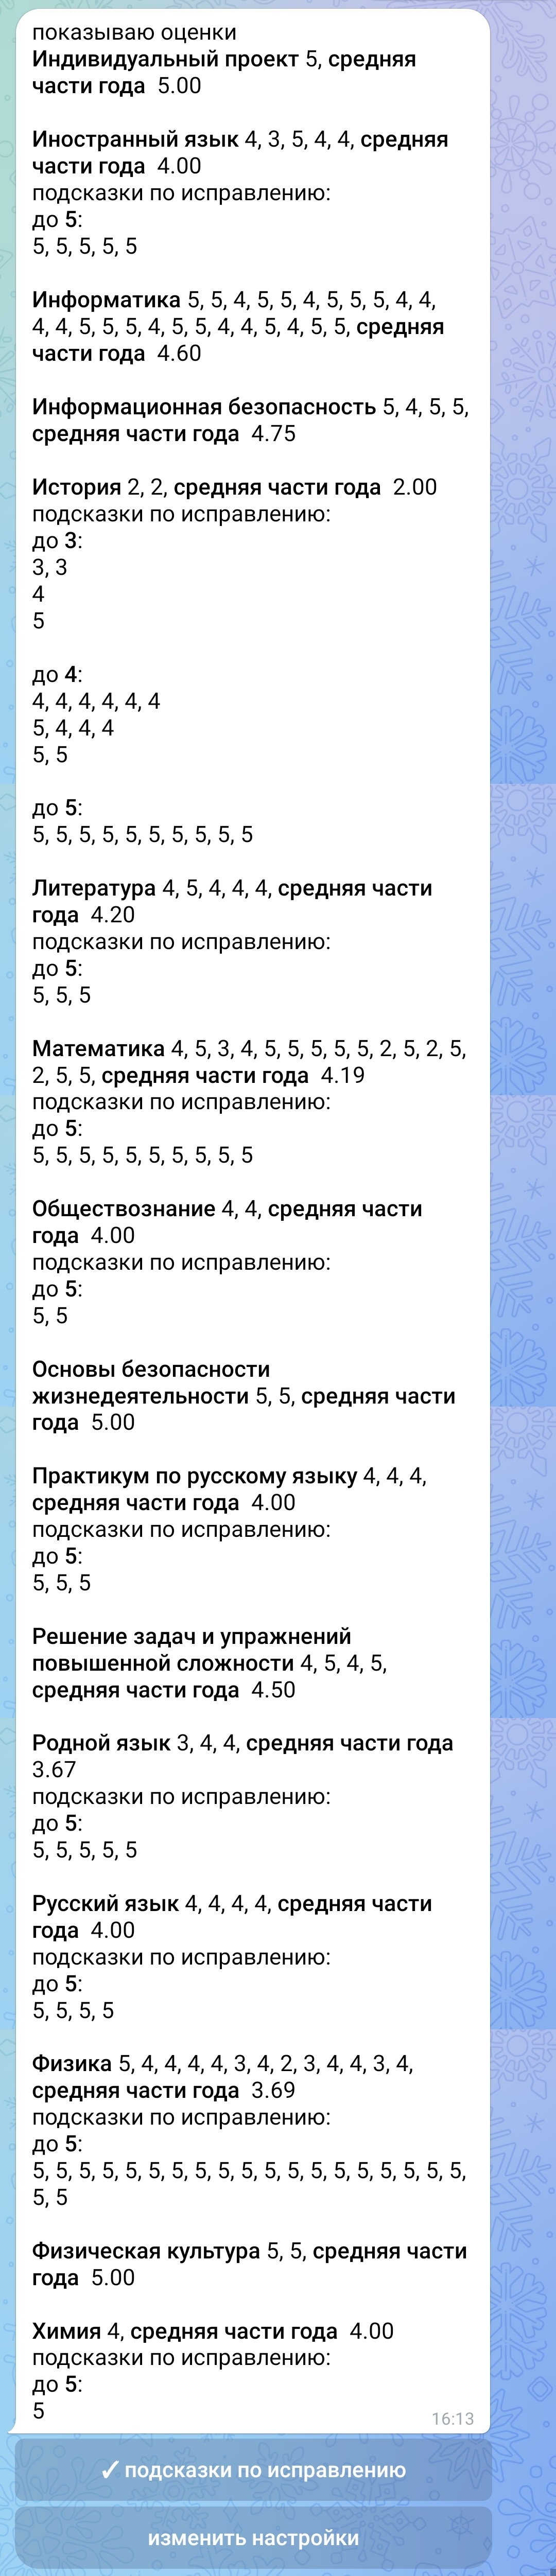 показываю оценки
Индивидуальный проект 5, средняя
части года 5.00
Иностранный язык 4, 3, 5, 4, 4, средняя
части года 4.00
подсказки по исправлению:
до 5:
5, 5, 5, 5, 5
Информатика 5, 5, 4, 5, 5, 4, 5, 5, 5, 4, 4,
4, 4, 5, 5, 5, 4, 5, 5, 4, 4, 5, 4, 5, 5, средняя
части года 4.60
Информационная безопасность 5, 4, 5, 5,
средняя части года 4.75
История 2, 2, средняя части года 2.00
подсказки по исправлению:
до 3:
3, 3
4
5
до 4:
4, 4, 4, 4, 4, 4
5, 4, 4, 4
5, 5
до 5:
5, 5, 5, 5, 5, 5, 5, 5, 5, 5
Литература 4, 5, 4, 4, 4, средняя части
года 4.20
подсказки по исправлению:
до 5:
5, 5, 5
Математика 4, 5, 3, 4, 5, 5, 5, 5, 5, 2, 5, 2, 5,
2, 5, 5, средняя части года 4.19
подсказки по исправлению:
до 5:
5, 5, 5, 5, 5, 5, 5, 5, 5, 5
Обществознание 4, 4, средняя части
года 4.00
подсказки по исправлению:
до 5:
5, 5
Основы безопасности
жизнедеятельности 5, 5, средняя части
года 5.00
Практикум по русскому языку 4, 4, 4,
средняя части года 4.00
подсказки по исправлению:
до 5:
5, 5, 5
Решение задач и упражнений
повышенной сложности 4, 5, 4, 5,
средняя части года 4.50
Родной язык 3, 4, 4, средняя части года
3.67
подсказки по исправлению:
до 5:
5, 5, 5, 5, 5
Русский язык 4, 4, 4, 4, средняя части
года 4.00
подсказки по исправлению:
до 5:
5, 5, 5, 5
Физика 5, 4, 4, 4, 4, 3, 4, 2, 3, 4, 4, 3, 4,
средняя части года 3.69
подсказки по исправлению:
до 5:
5, 5, 5, 5, 5, 5, 5, 5, 5, 5, 5, 5, 5, 5, 5, 5, 5, 5, 5,
5, 5
Физическая культура 5, 5, средняя части
года 5.00
Химия 4, средняя части года 4.00
подсказки по исправлению:
до 5:
5
16:13
✓ подсказки по исправлению
изменить настройки